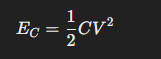 E_C = \frac{1}{2}CV^2